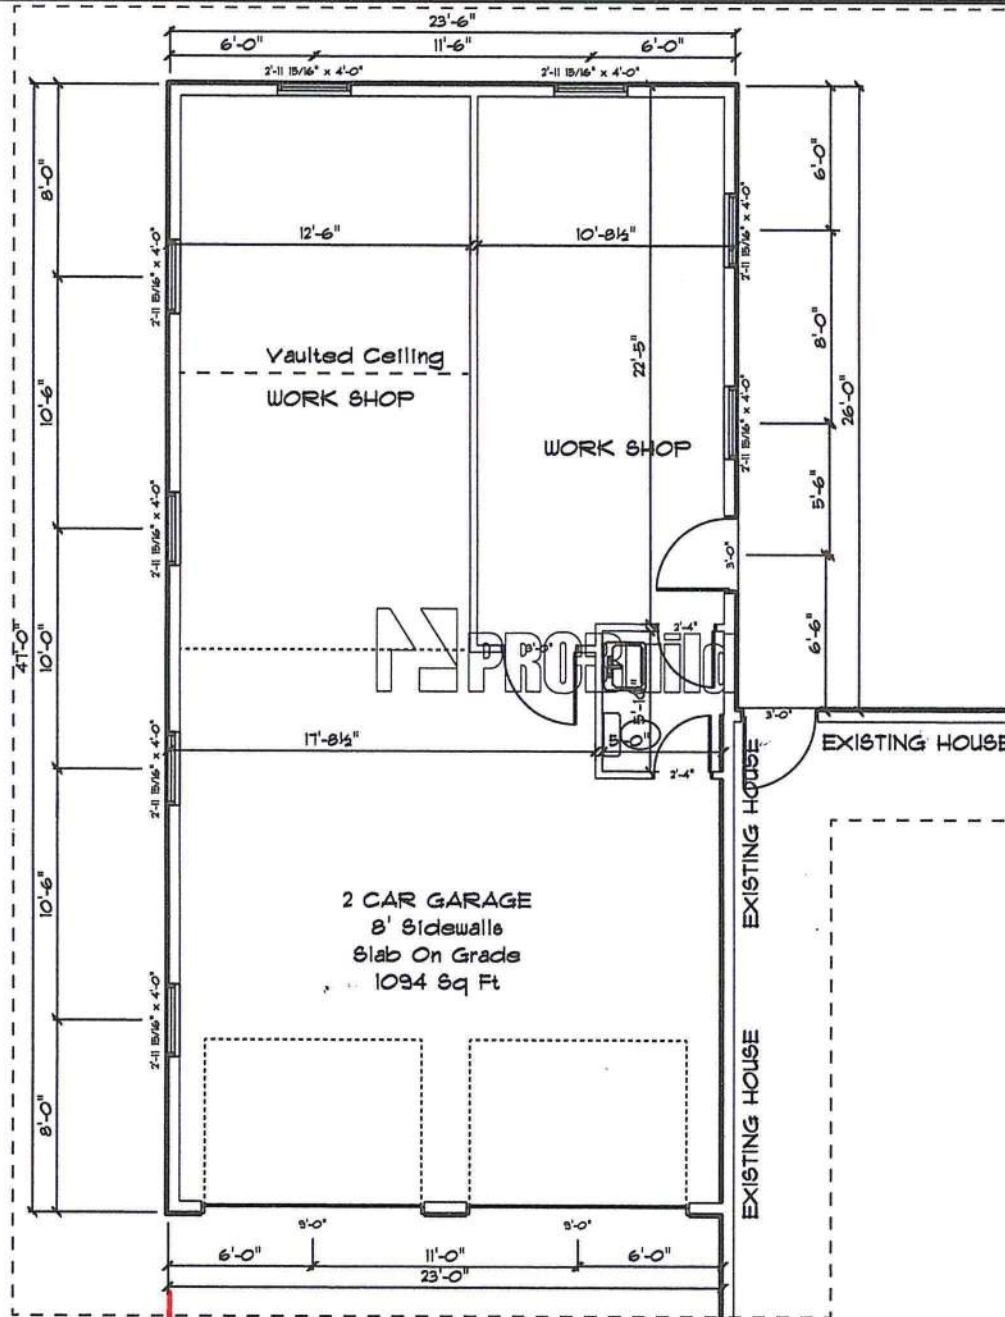 23'-6"
6'-0" 11'-6" 6'-0"
2'-11 15/16" x 4'-0" 2'-11 15/16" x 4'-0"
8'-0"
6'-0"
2'-11 15/16" x 4'-0"
2'-11 15/16" x 4'-0"
12'-6" 10'-8½"
8'-0"
22'-5"
Vaulted Ceiling
WORK SHOP
10'-6"
26'-0"
2'-11 15/16" x 4'-0"
WORK SHOP
5'-6"
2'-11 15/16" x 4'-0"
3'-0"
47'-0"
10'-0"
2'-4"
6'-6"
PROBuild
3'-0"
17'-8½"
5'-0"
2'-4"
3'-0"
EXISTING HOUSE
2'-11 15/16" x 4'-0"
EXISTING HOUSE
10'-6"
2 CAR GARAGE
8' Sidewalls
Slab On Grade
1094 Sq Ft
2'-11 15/16" x 4'-0"
8'-0"
EXISTING HOUSE
9'-0" 9'-0"
6'-0" 11'-0" 6'-0"
23'-0"